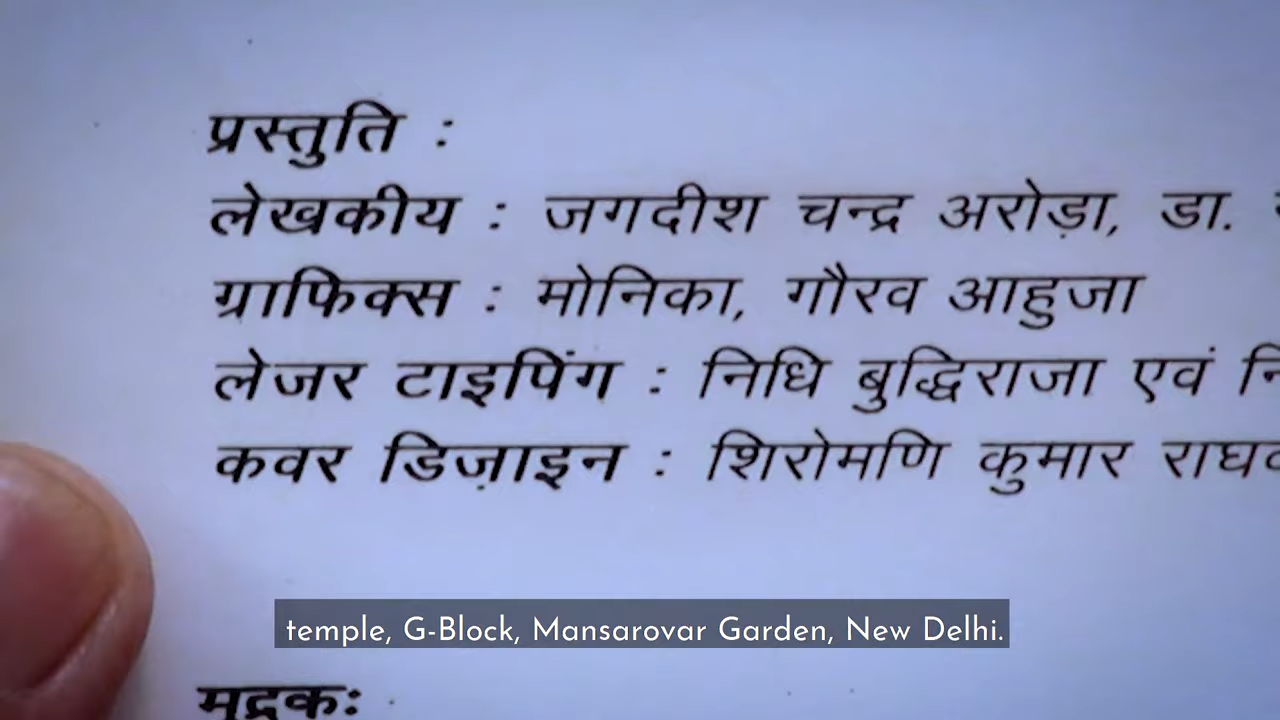 प्रस्तुति :
लेखकीय : जगदीश चन्द्र अरोड़ा, डा.
ग्राफिक्स : मोनिका, गौरव आहुजा
लेजर टाइपिंग : निधि बुद्धिराजा एवं
कवर डिज़ाइन : शिरोमणि कुमार
temple, G-Block, Mansarovar Garden, New Delhi.
मुद्रक: